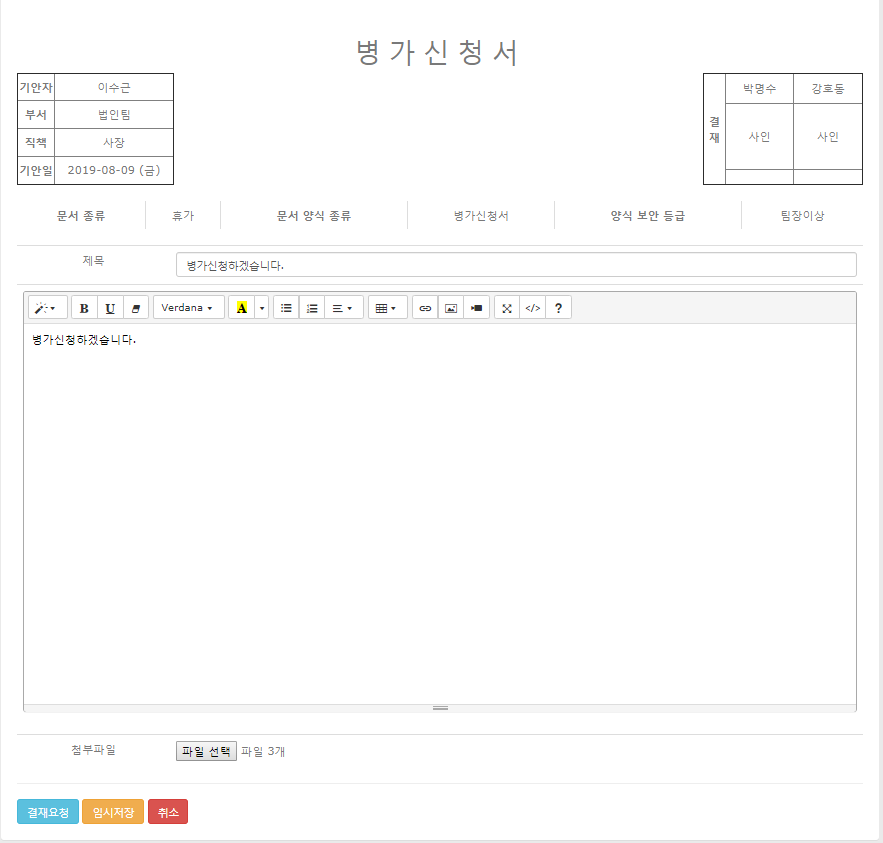 병 가 신 청 서
기안자 이수근
부서 법인팀
직책 사장
기안일 2019-08-09 (금)
결재 박명수 강호동
사인 사인
문서 종류 휴가 문서 양식 종류 병가신청서 양식 보안 등급 팀장이상
제목 병가신청하겠습니다.
B U Verdana A </> ?
병가신청하겠습니다.
첨부파일 파일 선택 파일 3개
결재요청 임시저장 취소